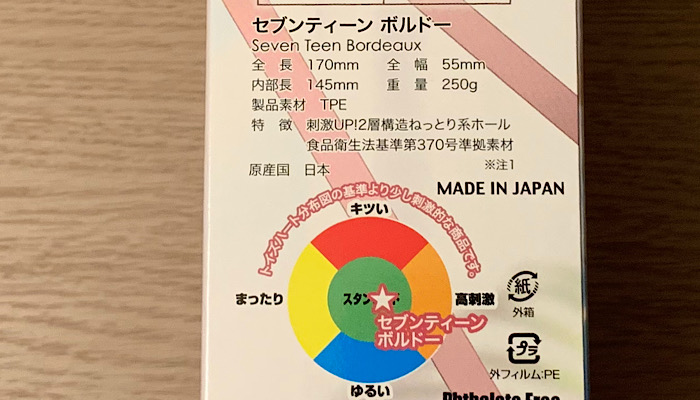 セブンティーン ボルドー
Seven Teen Bordeaux
全 長 170mm 全 幅 55mm
内部長 145mm 重 量 250g
製品素材 TPE
特 徴 刺激UP!2層構造ねっとり系ホール
食品衛生法基準第370号準拠素材
※注1
原産国 日本
MADE IN JAPAN
トイズハート分布図の基準より少し刺激的な商品です。
キツい
まったり
スタン
高刺激
セブンティーン
ボルドー
ゆるい
紙
外箱
プラ
外フィルム:PE
Phthalate Free